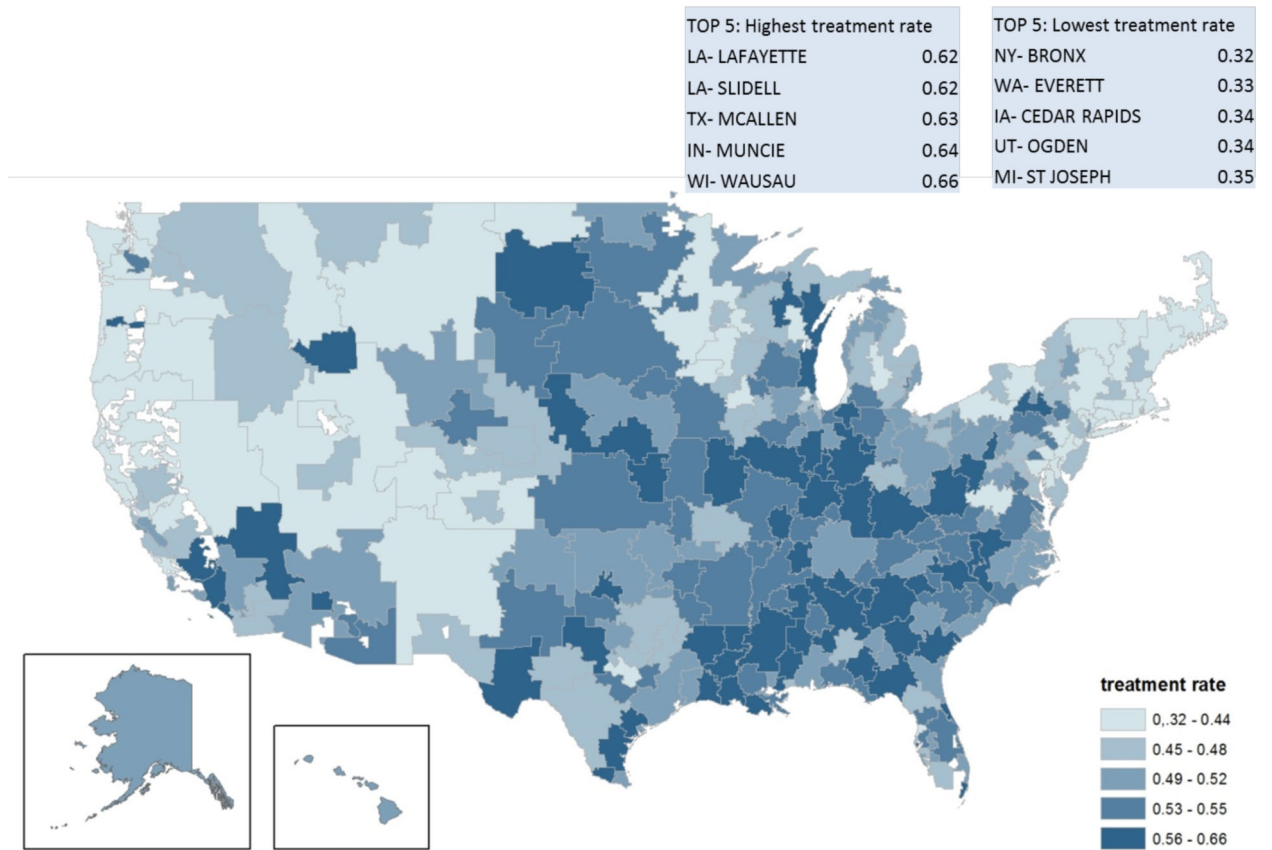 TOP 5: Highest treatment rate
LA- LAFAYETTE 0.62
LA- SLIDELL 0.62
TX- MCALLEN 0.63
IN- MUNCIE 0.64
WI- WAUSAU 0.66
TOP 5: Lowest treatment rate
NY- BRONX 0.32
WA- EVERETT 0.33
IA- CEDAR RAPIDS 0.34
UT- OGDEN 0.34
MI- ST JOSEPH 0.35
treatment rate
0,.32 - 0.44
0.45 - 0.48
0.49 - 0.52
0.53 - 0.55
0.56 - 0.66